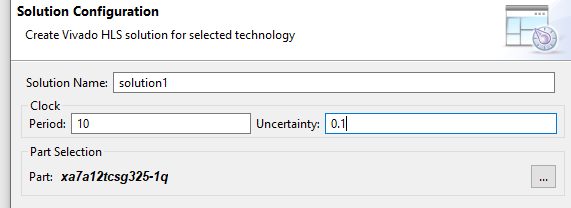 Solution Configuration
Create Vivado HLS solution for selected technology
Solution Name: solution1
Clock
Period: 10 Uncertainty: 0.1
Part Selection
Part: xa7a12tcsg325-1q ...